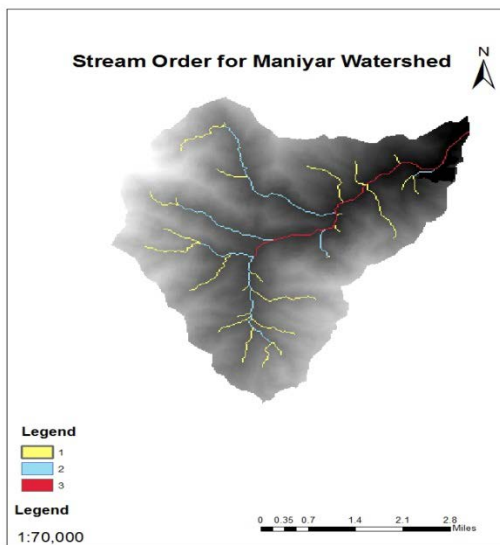 Stream Order for Maniyar Watershed
N
Legend
1
2
3
Legend
1:70,000
0 0.35 0.7 1.4 2.1 2.8
Miles